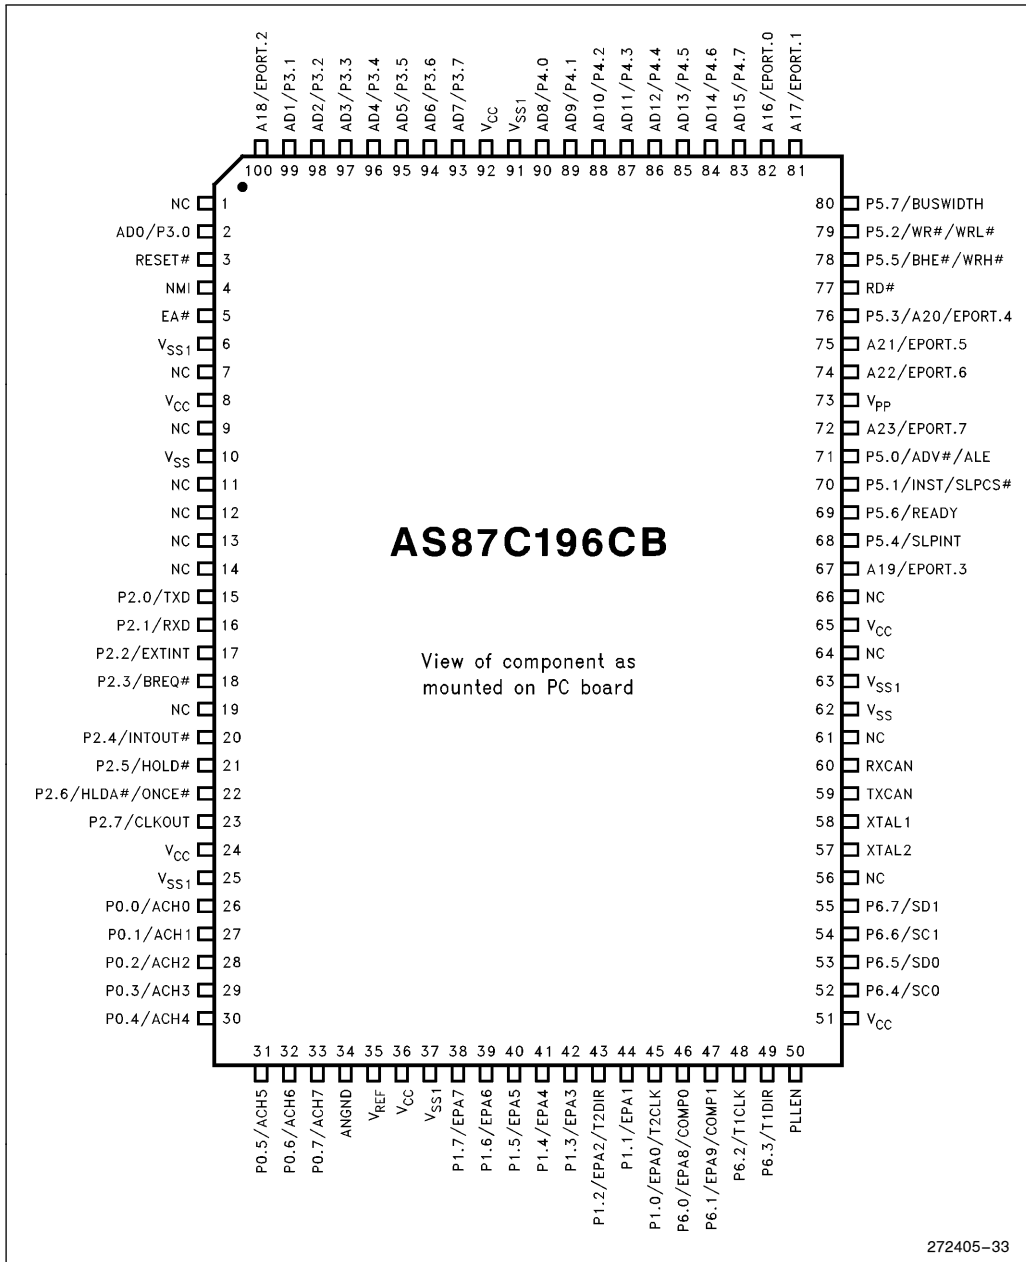 A18/EPORT.2
AD1/P3.1
AD2/P3.2
AD3/P3.3
AD4/P3.4
AD5/P3.5
AD6/P3.6
AD7/P3.7
VCC
VSS1
AD8/P4.0
AD9/P4.1
AD10/P4.2
AD11/P4.3
AD12/P4.4
AD13/P4.5
AD14/P4.6
AD15/P4.7
A16/EPORT.0
A17/EPORT.1
100 99 98 97 96 95 94 93 92 91 90 89 88 87 86 85 84 83 82 81
NC 1
AD0/P3.0 2
RESET# 3
NMI 4
EA# 5
VSS1 6
NC 7
VCC 8
NC 9
VSS 10
NC 11
NC 12
NC 13
NC 14
P2.0/TXD 15
P2.1/RXD 16
P2.2/EXTINT 17
P2.3/BREQ# 18
NC 19
P2.4/INTOUT# 20
P2.5/HOLD# 21
P2.6/HLDA#/ONCE# 22
P2.7/CLKOUT 23
VCC 24
VSS1 25
P0.0/ACH0 26
P0.1/ACH1 27
P0.2/ACH2 28
P0.3/ACH3 29
P0.4/ACH4 30
AS87C196CB
View of component as
mounted on PC board
80 P5.7/BUSWIDTH
79 P5.2/WR#/WRL#
78 P5.5/BHE#/WRH#
77 RD#
76 P5.3/A20/EPORT.4
75 A21/EPORT.5
74 A22/EPORT.6
73 VPP
72 A23/EPORT.7
71 P5.0/ADV#/ALE
70 P5.1/INST/SLPCS#
69 P5.6/READY
68 P5.4/SLPINT
67 A19/EPORT.3
66 NC
65 VCC
64 NC
63 VSS1
62 VSS
61 NC
60 RXCAN
59 TXCAN
58 XTAL1
57 XTAL2
56 NC
55 P6.7/SD1
54 P6.6/SC1
53 P6.5/SD0
52 P6.4/SC0
51 VCC
31 32 33 34 35 36 37 38 39 40 41 42 43 44 45 46 47 48 49 50
P0.5/ACH5
P0.6/ACH6
P0.7/ACH7
ANGND
VREF
VCC
VSS1
P1.7/EPA7
P1.6/EPA6
P1.5/EPA5
P1.4/EPA4
P1.3/EPA3
P1.2/EPA2/T2DIR
P1.1/EPA1
P1.0/EPA0/T2CLK
P6.0/EPA8/COMP0
P6.1/EPA9/COMP1
P6.2/T1CLK
P6.3/T1DIR
PLLEN
272405–33